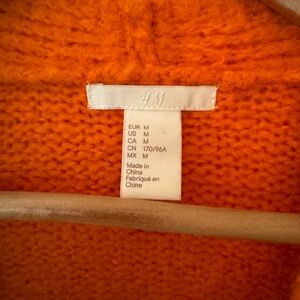 H&M
EUR M
US M
CA M
CN 170/96A
MX M
Made in
China
Fabriqué en
Chine